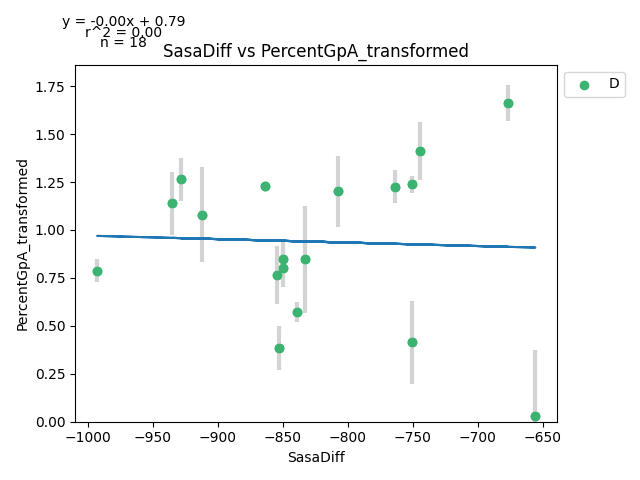 y = -0.00x + 0.79
r^2 = 0.00
n = 18
SasaDiff vs PercentGpA_transformed
D
PercentGpA_transformed
1.75
1.50
1.25
1.00
0.75
0.50
0.25
0.00
−1000 −950 −900 −850 −800 −750 −700 −650
SasaDiff